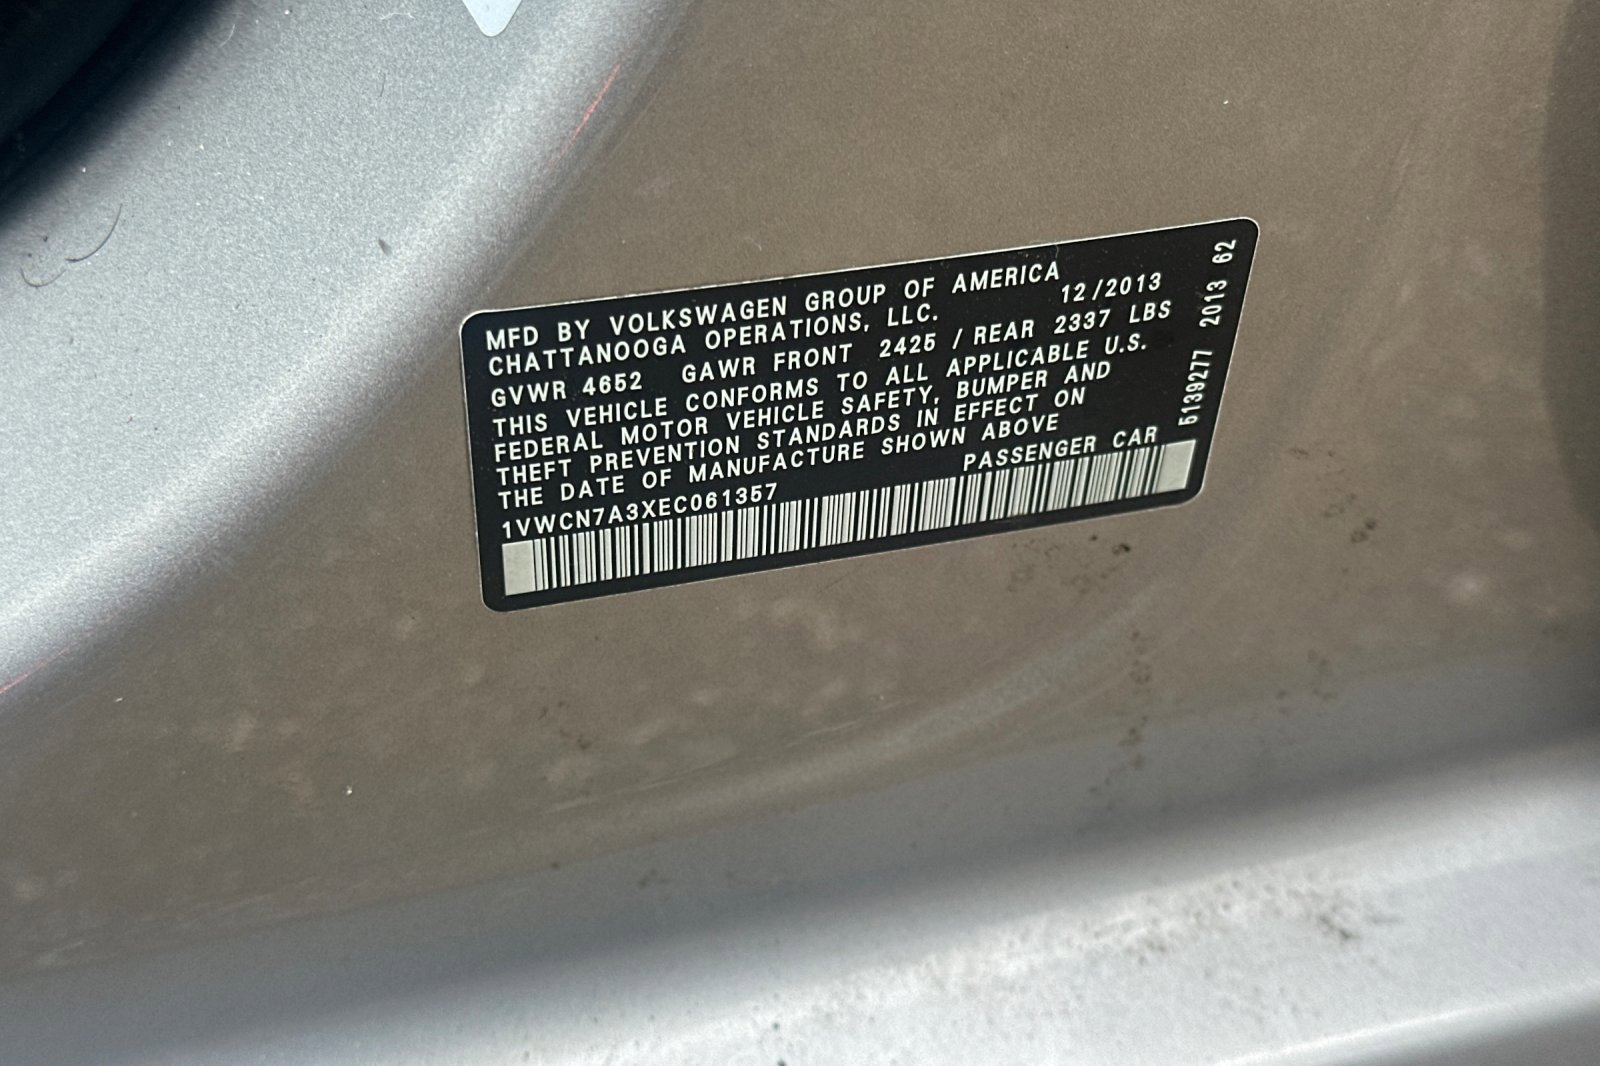 MFD BY VOLKSWAGEN GROUP OF AMERICA
CHATTANOOGA OPERATIONS, LLC.
12/2013
GVWR 4652 GAWR FRONT 2425 / REAR 2337 LBS
THIS VEHICLE CONFORMS TO ALL APPLICABLE U.S.
FEDERAL MOTOR VEHICLE SAFETY, BUMPER AND
THEFT PREVENTION STANDARDS IN EFFECT ON
THE DATE OF MANUFACTURE SHOWN ABOVE
PASSENGER CAR
1VWCN7A3XEC061357
5139277 2013 62